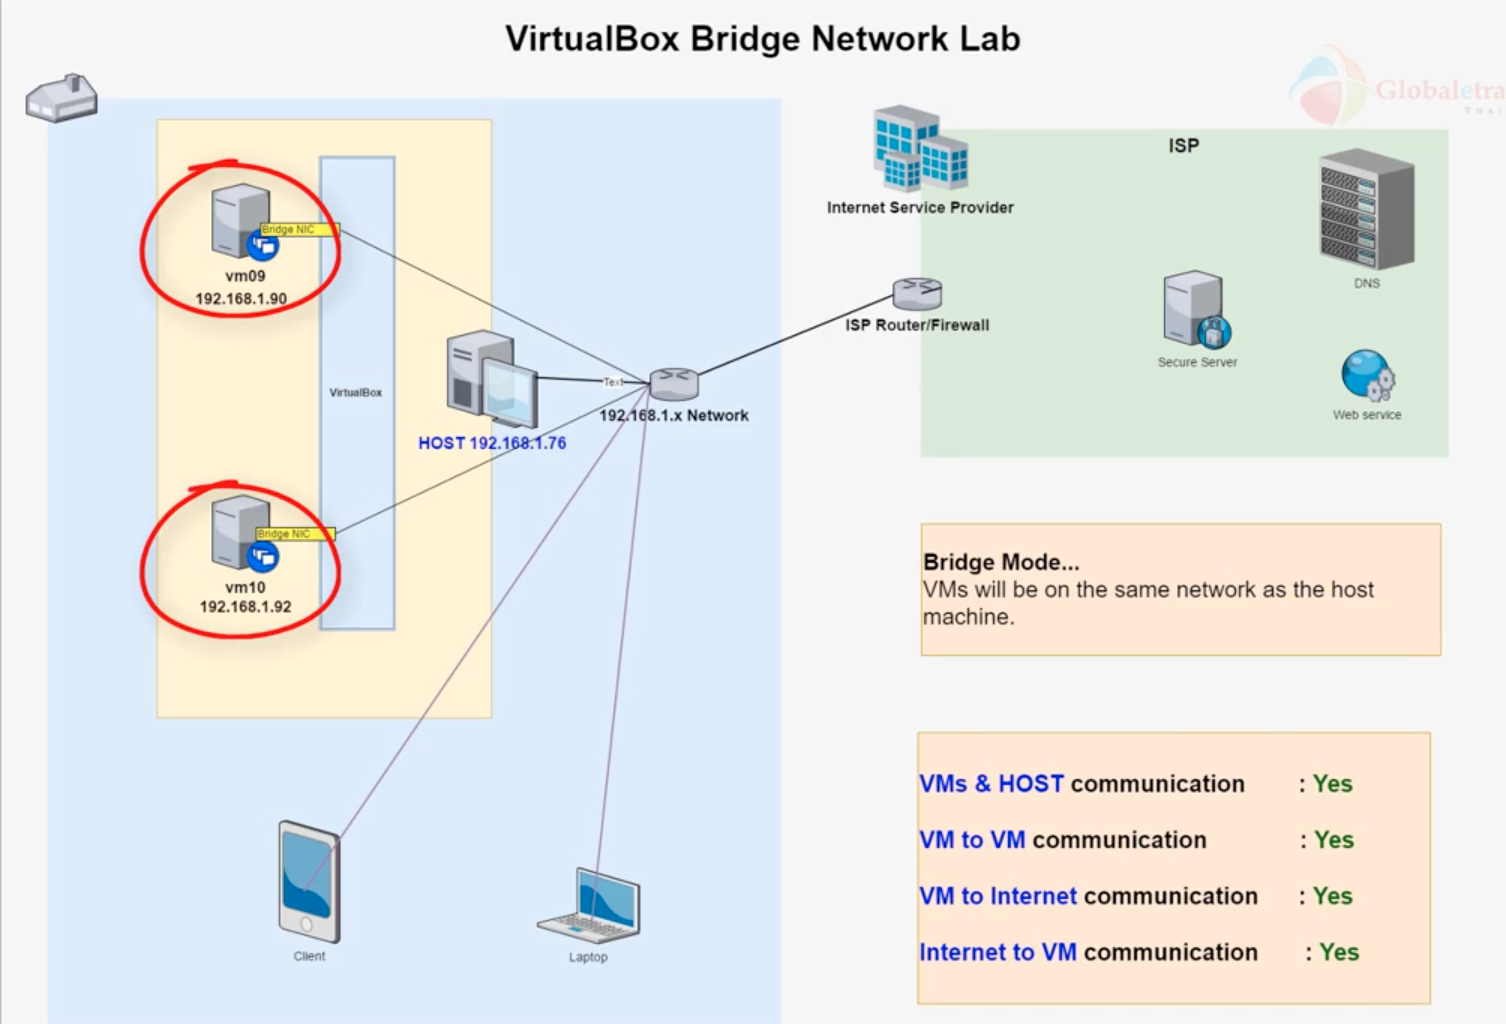 VirtualBox Bridge Network Lab
Globaletra
TRAI
ISP
Internet Service Provider
DNS
Bridge NIC
vm09
192.168.1.90
ISP Router/Firewall
Secure Server
VirtualBox
Text
192.168.1.x Network
HOST 192.168.1.76
Web service
Bridge NIC
vm10
192.168.1.92
Bridge Mode...
VMs will be on the same network as the host
machine.
VMs & HOST communication : Yes
VM to VM communication : Yes
VM to Internet communication : Yes
Internet to VM communication : Yes
Client
Laptop